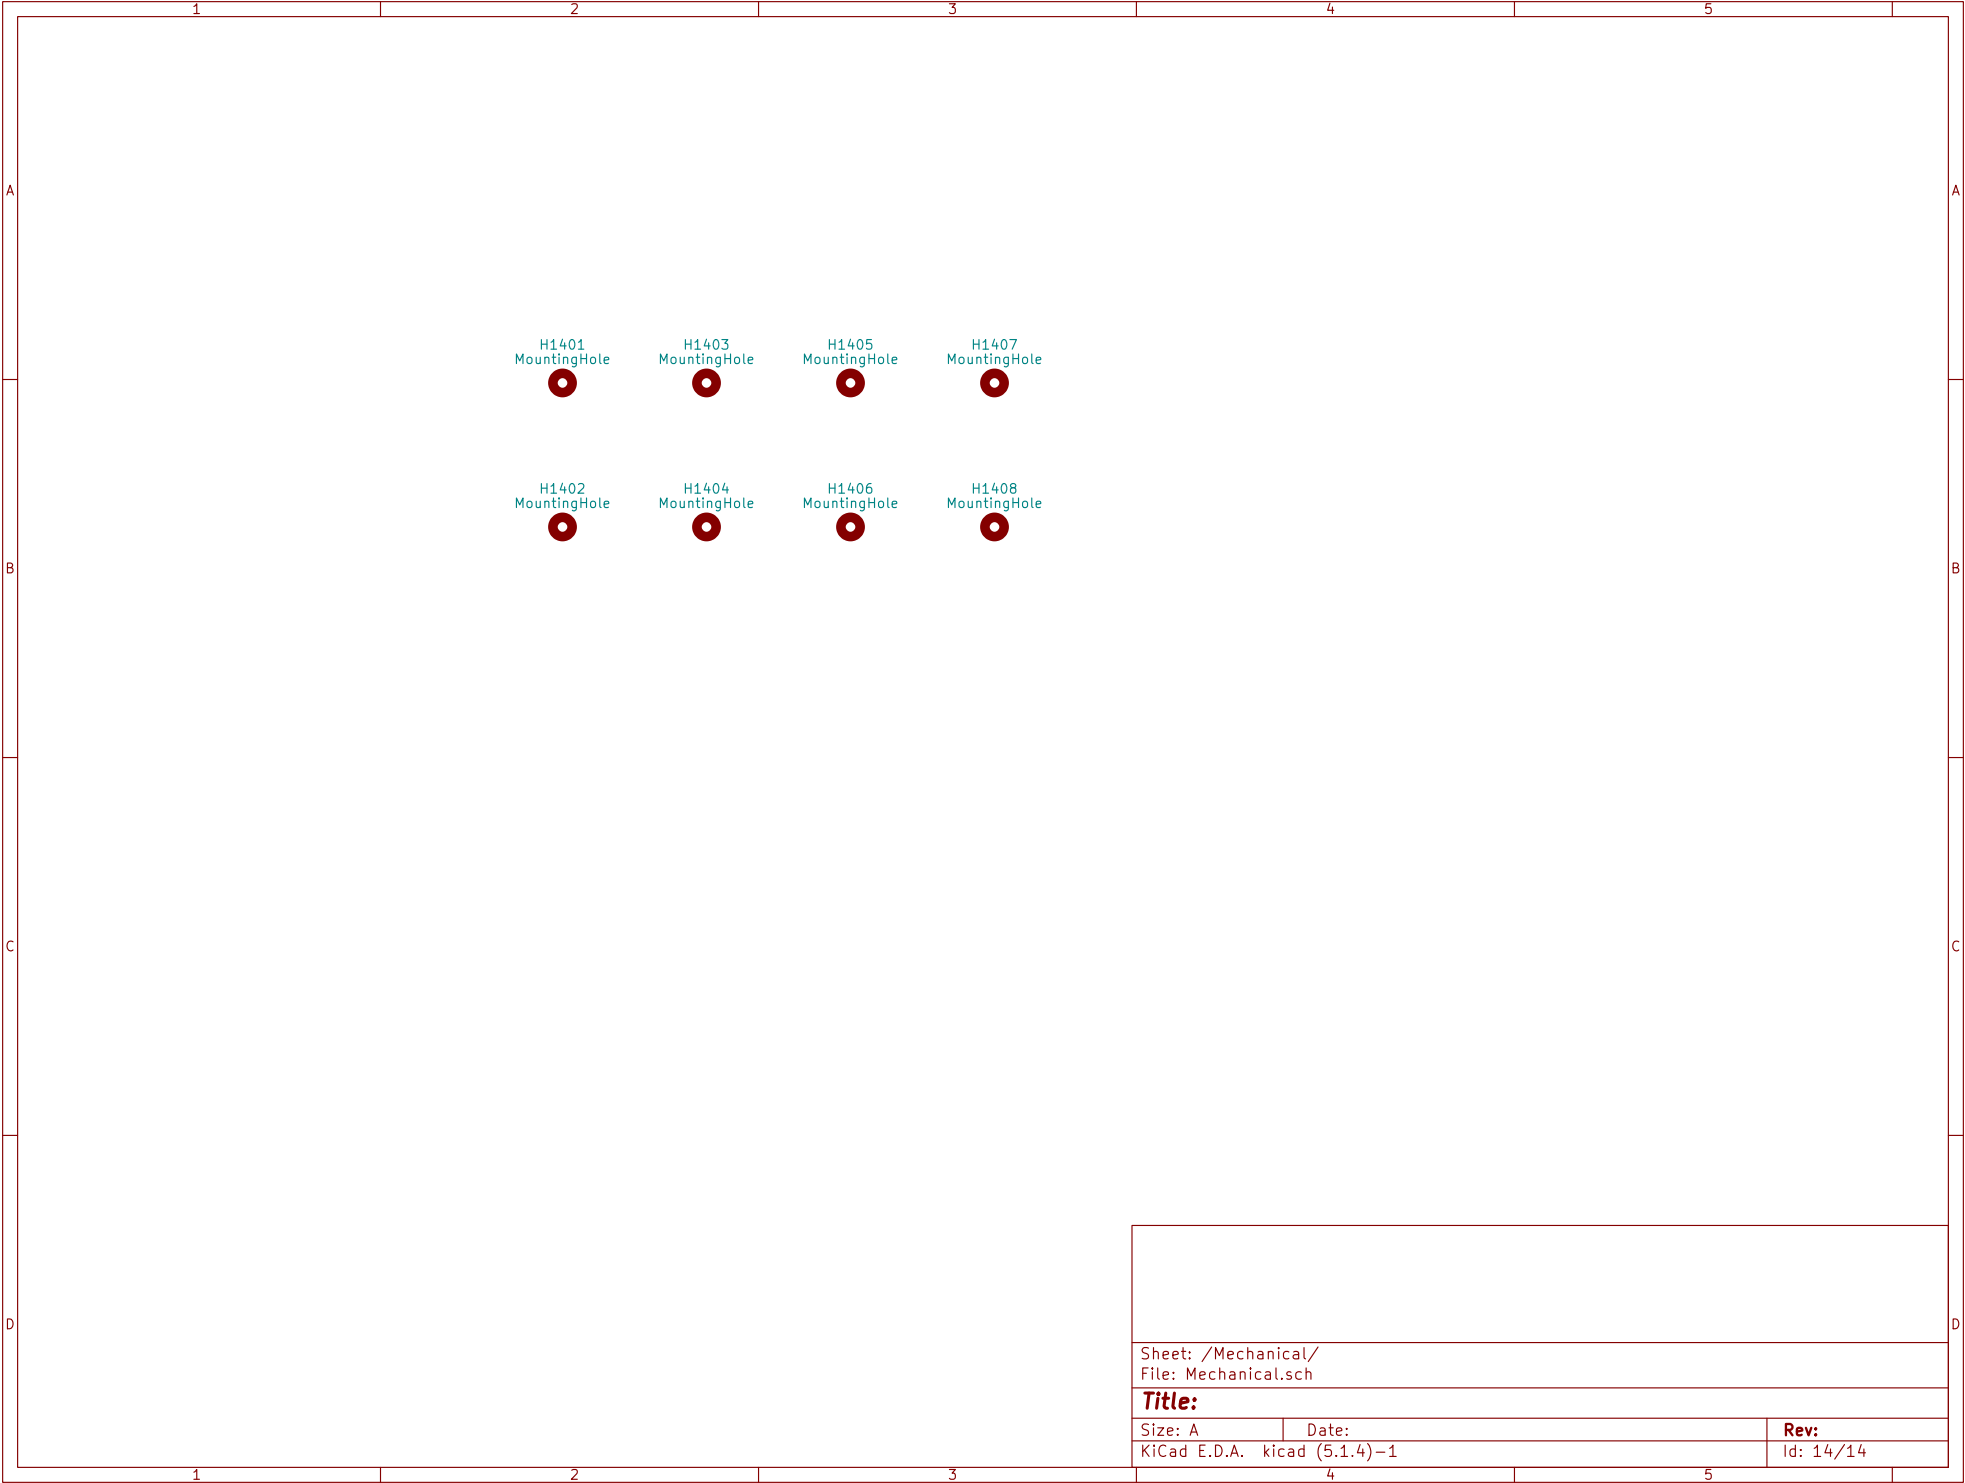 1 2 3 4 5
A A
H1401 H1403 H1405 H1407
MountingHole MountingHole MountingHole MountingHole
H1402 H1404 H1406 H1408
MountingHole MountingHole MountingHole MountingHole
B B
C C
D D
Sheet: /Mechanical/
File: Mechanical.sch
Title:
Size: A Date: Rev:
KiCad E.D.A. kicad (5.1.4)-1 Id: 14/14
1 2 3 4 5